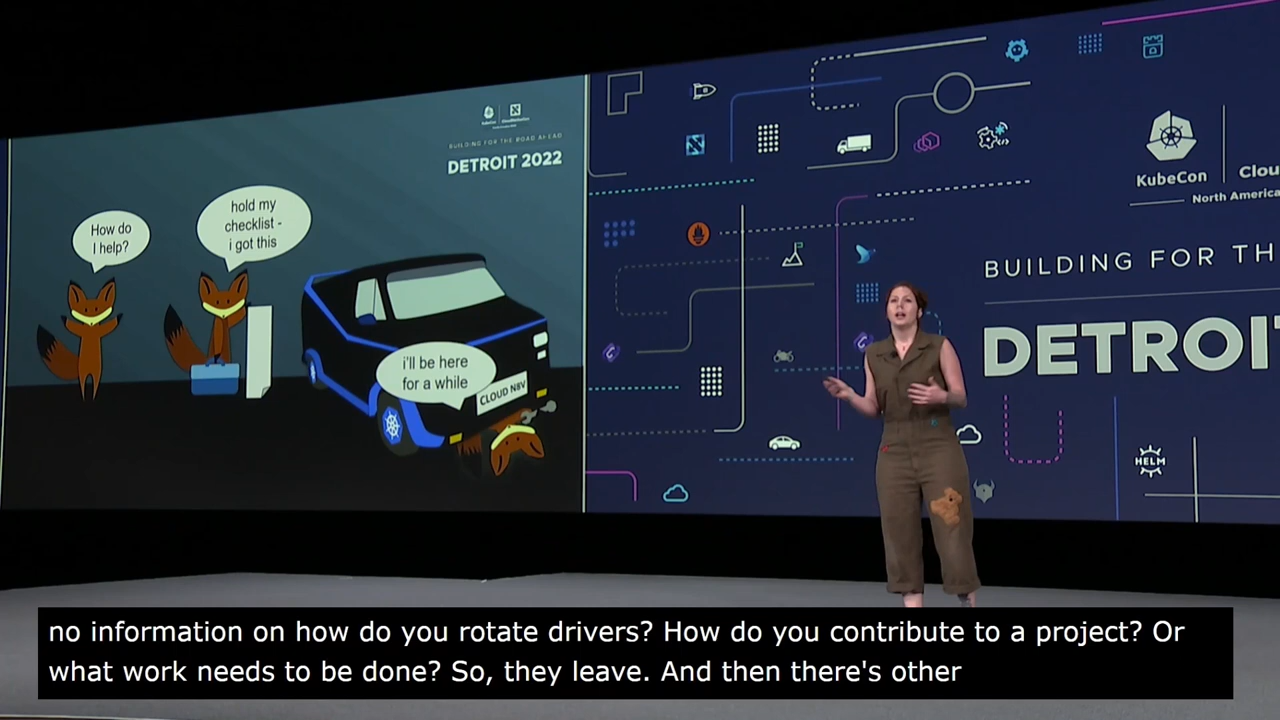 KubeCon
CloudNativeCon
BUILDING FOR THE ROAD AHEAD
DETROIT 2022
How do
I help?
hold my
checklist -
i got this
i'll be here
for a while
CLOUD N8V
KubeCon
Clou
North America
BUILDING FOR TH
DETROIT
HELM
no information on how do you rotate drivers? How do you contribute to a project? Or
what work needs to be done? So, they leave. And then there's other